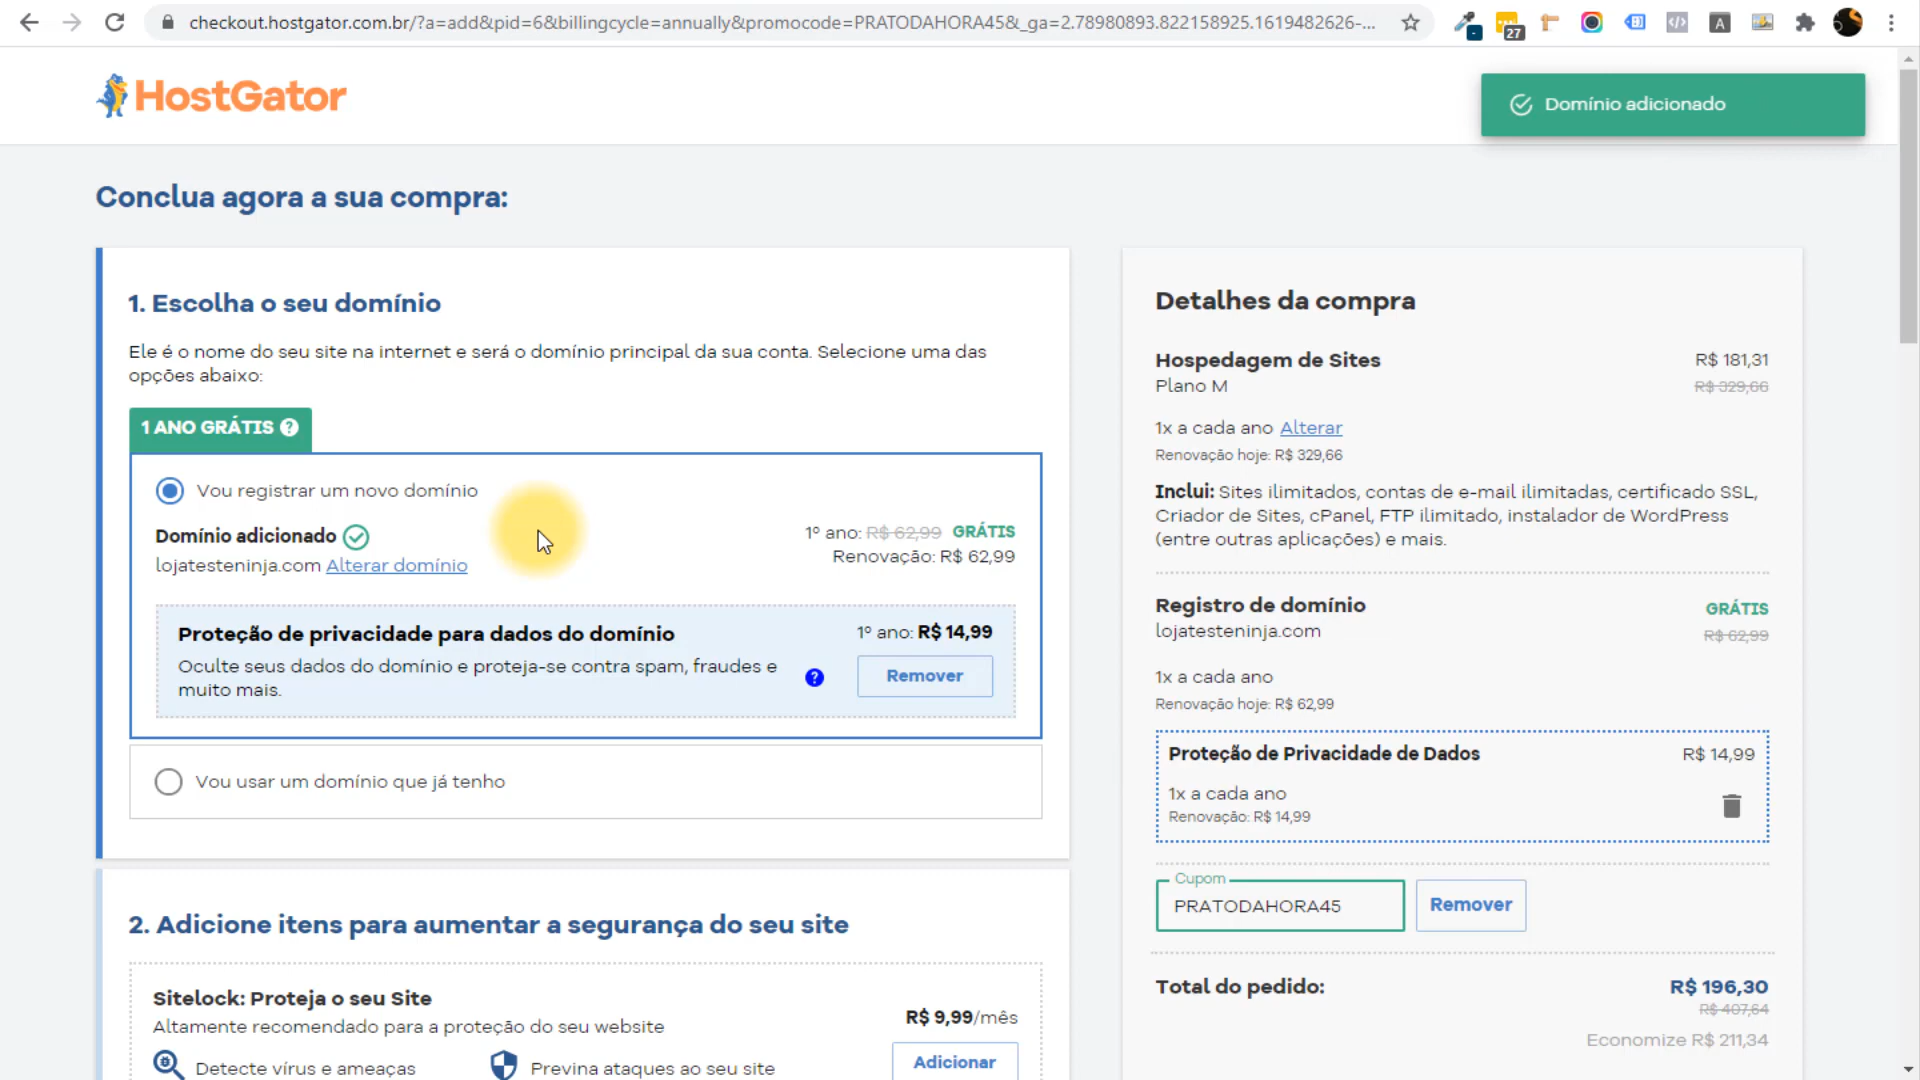 checkout.hostgator.com.br/?a=add&pid=6&billingcycle=annually&promocode=PRATODAHORA45&_ga=2.78980893.822158925.1619482626-...
27
A
HostGator
Domínio adicionado
Conclua agora a sua compra:
1. Escolha o seu domínio
Ele é o nome do seu site na internet e será o domínio principal da sua conta. Selecione uma das
opções abaixo:
1 ANO GRÁTIS ?
Vou registrar um novo domínio
Domínio adicionado
1º ano: R$ 62,99 GRÁTIS
lojatesteninja.com Alterar domínio
Renovação: R$ 62,99
Proteção de privacidade para dados do domínio
1º ano: R$ 14,99
Oculte seus dados do domínio e proteja-se contra spam, fraudes e
muito mais.
?
Remover
Vou usar um domínio que já tenho
2. Adicione itens para aumentar a segurança do seu site
Sitelock: Proteja o seu Site
Altamente recomendado para a proteção do seu website
R$ 9,99/mês
Detecte vírus e ameaças
Previna ataques ao seu site
Adicionar
Detalhes da compra
Hospedagem de Sites
R$ 181,31
Plano M
R$ 329,66
1x a cada ano Alterar
Renovação hoje: R$ 329,66
Inclui: Sites ilimitados, contas de e-mail ilimitadas, certificado SSL,
Criador de Sites, cPanel, FTP ilimitado, instalador de WordPress
(entre outras aplicações) e mais.
Registro de domínio
GRÁTIS
lojatesteninja.com
R$ 62,99
1x a cada ano
Renovação hoje: R$ 62,99
Proteção de Privacidade de Dados
R$ 14,99
1x a cada ano
Renovação: R$ 14,99
Cupom
PRATODAHORA45
Remover
Total do pedido:
R$ 196,30
R$ 407,64
Economize R$ 211,34